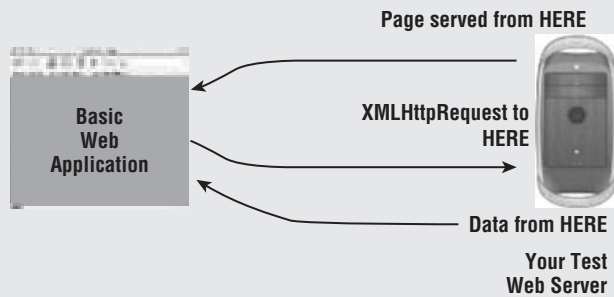 Page served from HERE
Basic
Web
Application
XMLHttpRequest to
HERE
Data from HERE
Your Test
Web Server